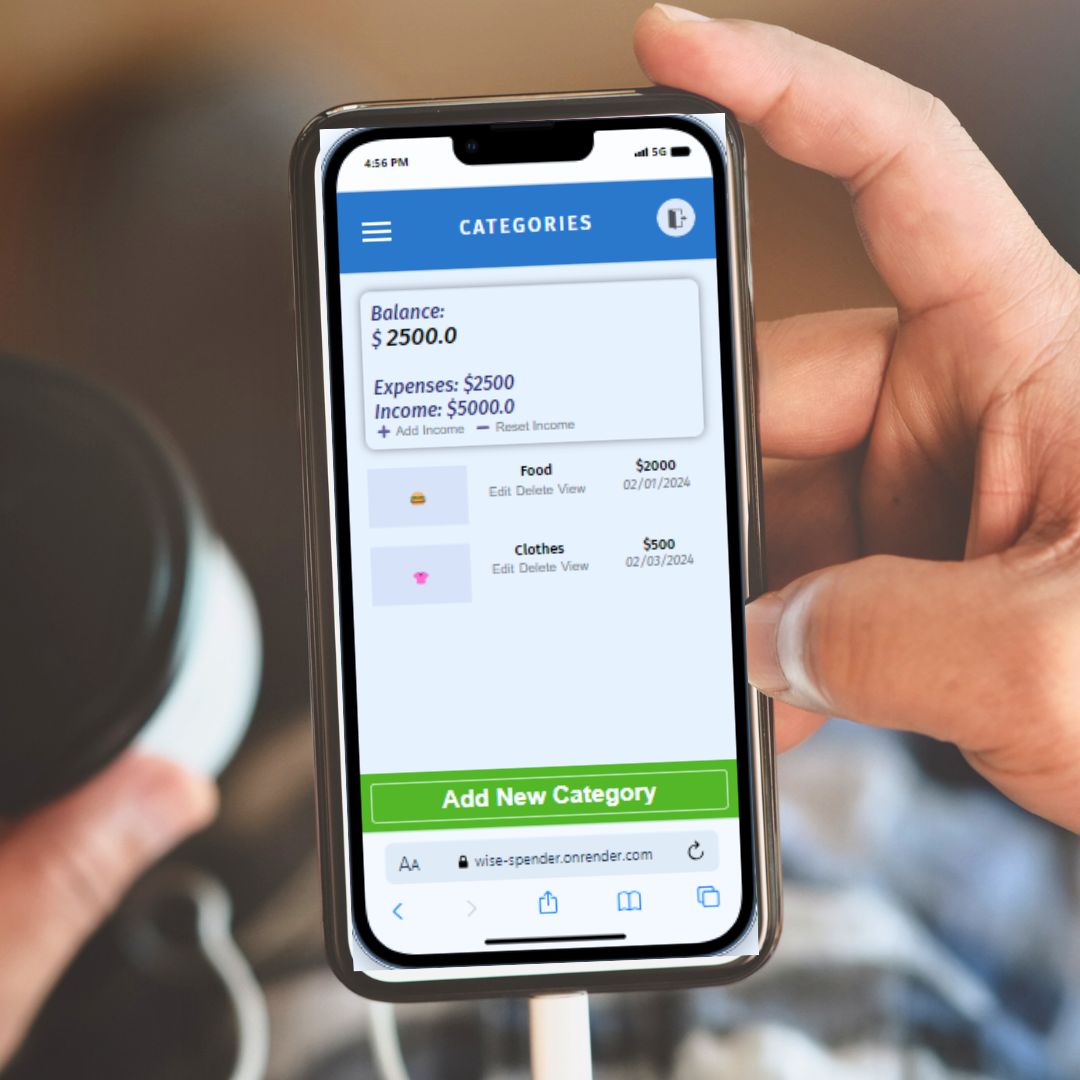 4:56 PM 5G
CATEGORIES
Balance:
$ 2500.0
Expenses: $2500
Income: $5000.0
+ Add Income − Reset Income
Food $2000
Edit Delete View 02/01/2024
Clothes $500
Edit Delete View 02/03/2024
Add New Category
AA wise-spender.onrender.com